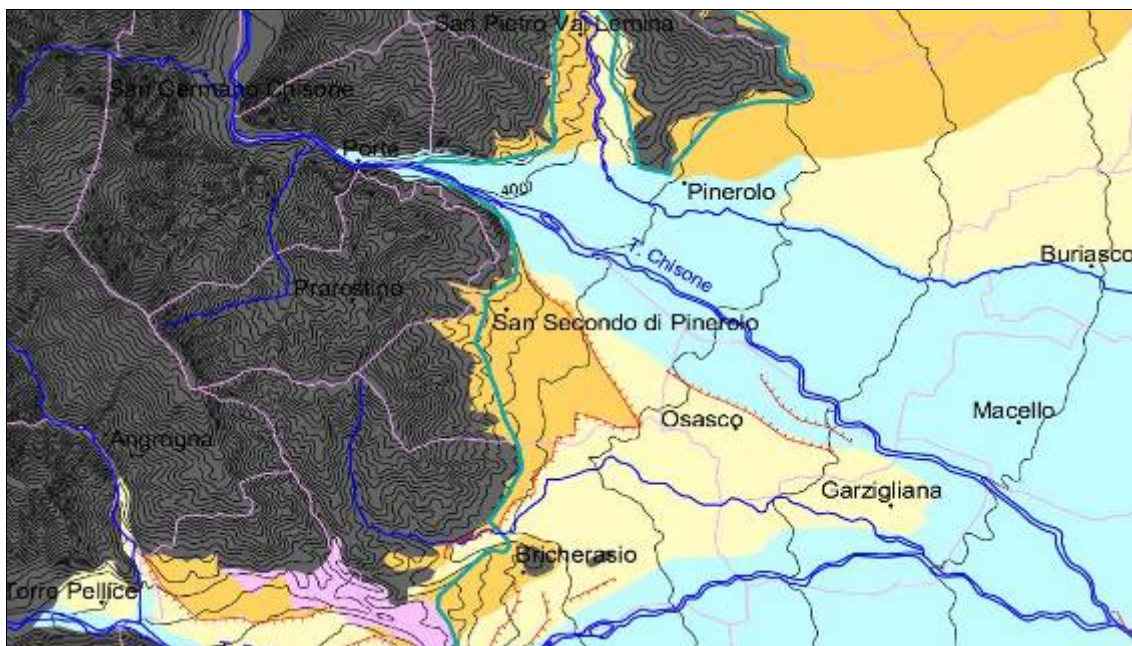 San Pietro Val Lemina
San Germano Chisone
Porte
400
Pinerolo
T. Chisone
Buriasco
Prarostino
San Secondo di Pinerolo
Macello
Osasco
Angrogna
Garzigliana
Bricherasio
Torre Pellice